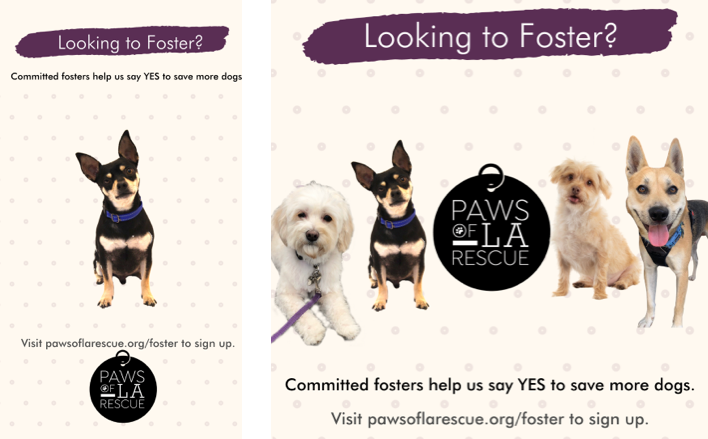 Looking to Foster?
Committed fosters help us say YES to save more dogs
Visit pawsoflarescue.org/foster to sign up.
PAWS
OF LA
RESCUE
Looking to Foster?
PAWS
OF LA
RESCUE
Committed fosters help us say YES to save more dogs.
Visit pawsoflarescue.org/foster to sign up.